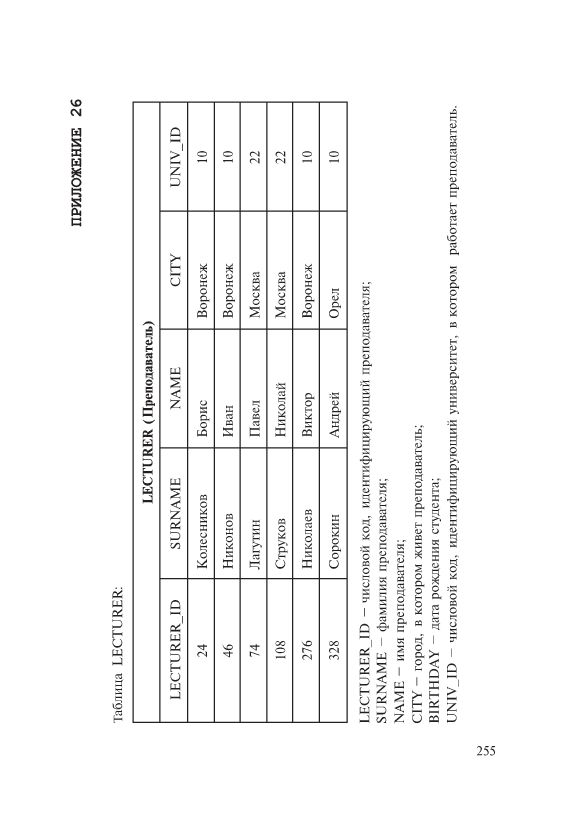 ПРИЛОЖЕНИЕ 26
Таблица LECTURER:
LECTURER (Преподаватель)
LECTURER_ID SURNAME NAME CITY UNIV_ID
24 Колесников Борис Воронеж 10
46 Никонов Иван Воронеж 10
74 Лагутин Павел Москва 22
108 Струков Николай Москва 22
276 Николаев Виктор Воронеж 10
328 Сорокин Андрей Орел 10
LECTURER_ID – числовой код, идентифицирующий преподавателя;
SURNAME – фамилия преподавателя;
NAME – имя преподавателя;
CITY – город, в котором живет преподаватель;
BIRTHDAY – дата рождения студента;
UNIV_ID – числовой код, идентифицирующий университет, в котором работает преподаватель.
255